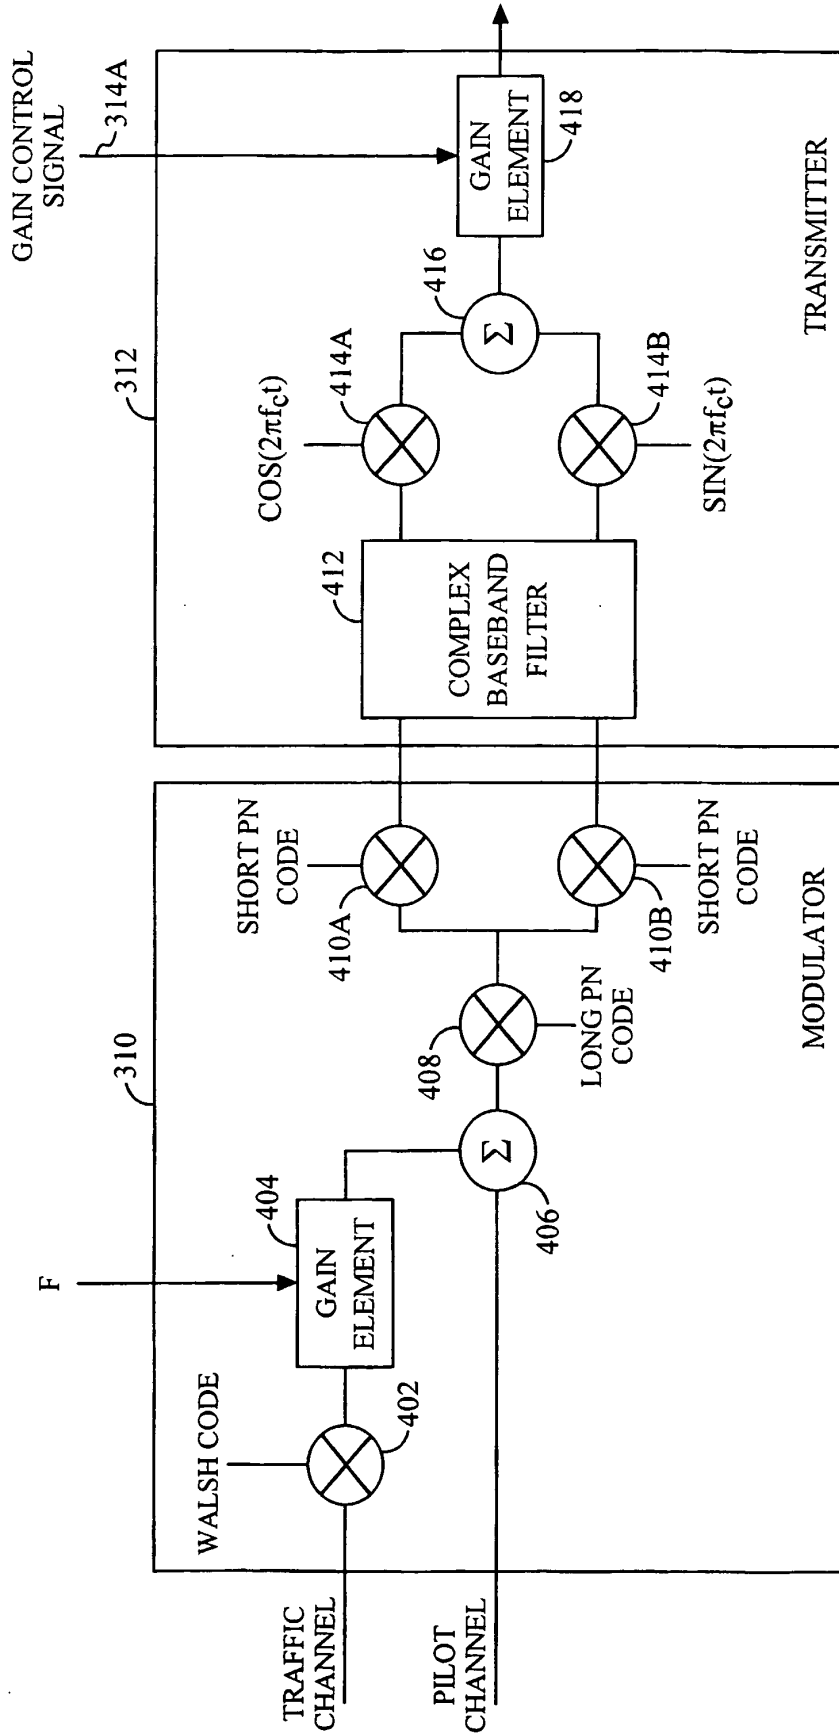 GAIN CONTROL
SIGNAL
314A
312
COS(2πfct)
414A
416
GAIN
ELEMENT
418
Σ
412
COMPLEX
BASEBAND
FILTER
414B
SIN(2πfct)
TRANSMITTER
310
SHORT PN
CODE
410A
408
LONG PN
CODE
410B
SHORT PN
CODE
MODULATOR
F
404
GAIN
ELEMENT
Σ
406
WALSH CODE
402
TRAFFIC
CHANNEL
PILOT
CHANNEL